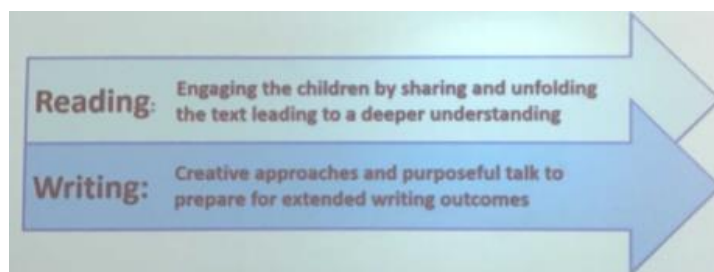 Reading: Engaging the children by sharing and unfolding
the text leading to a deeper understanding
Writing: Creative approaches and purposeful talk to
prepare for extended writing outcomes